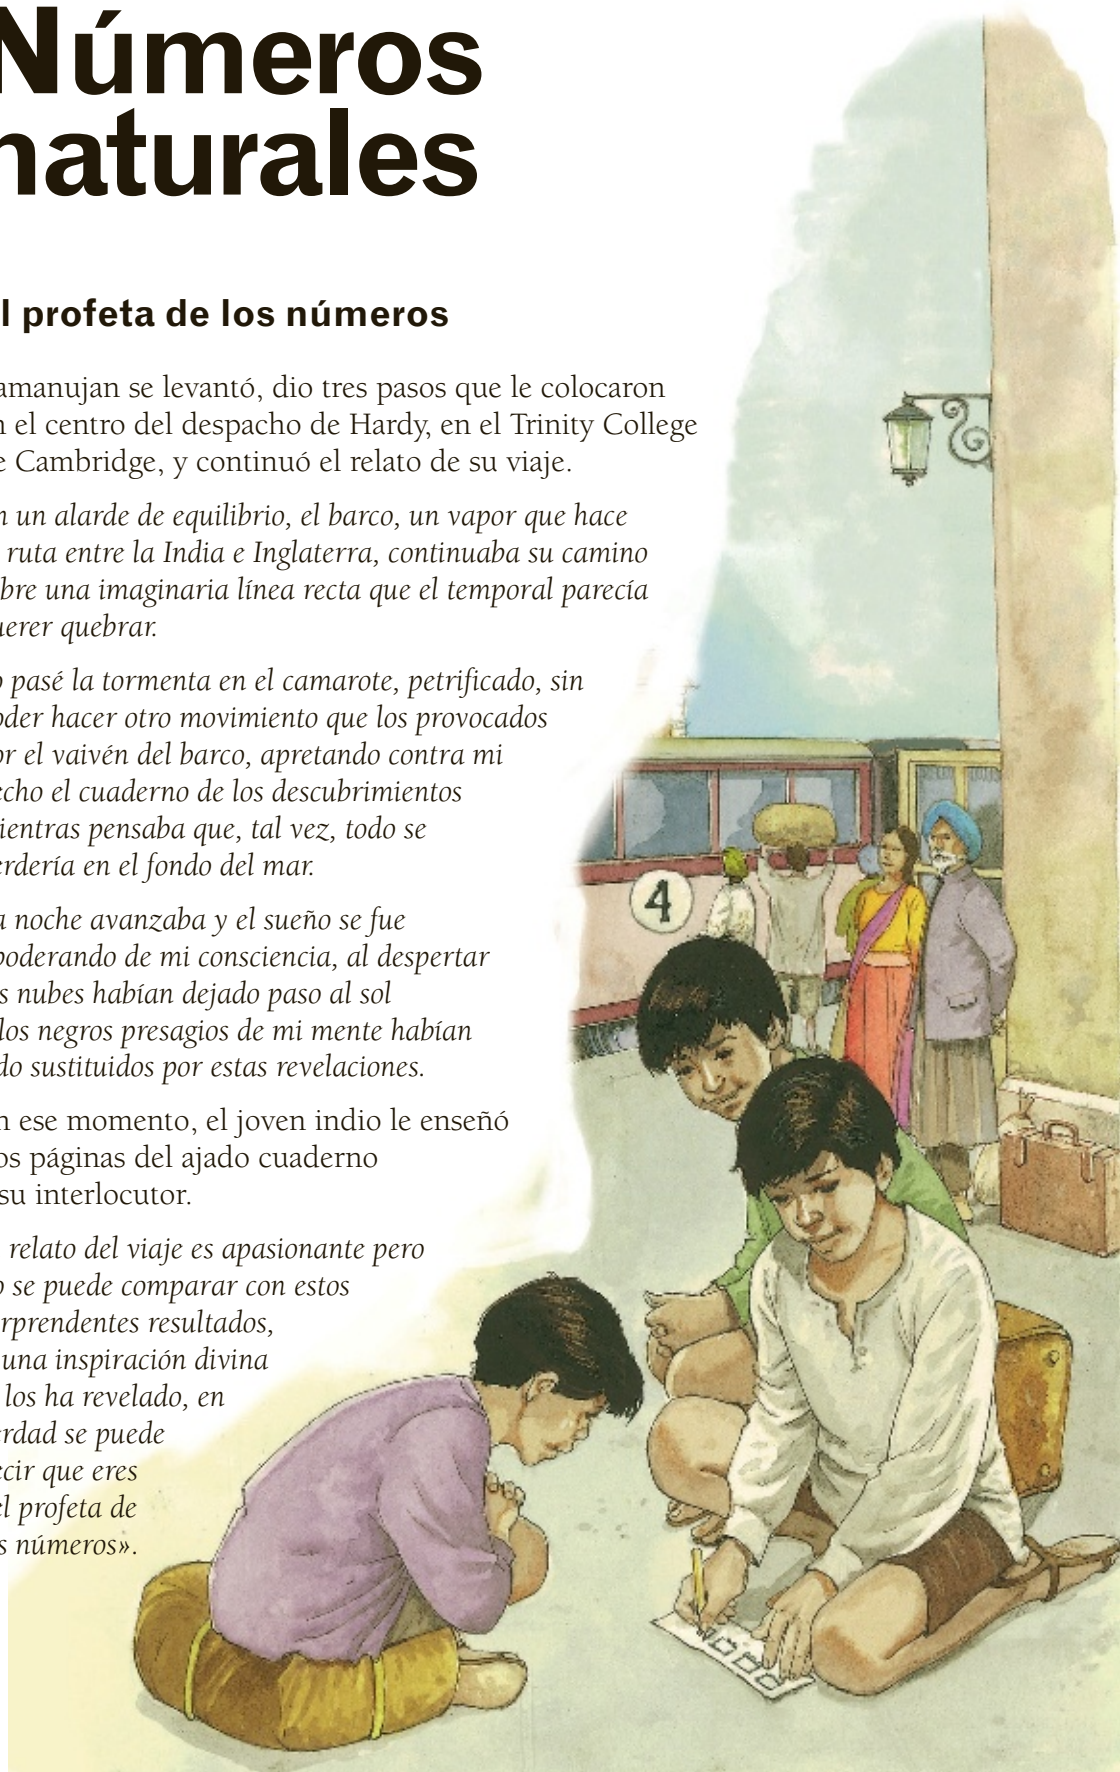 Números
naturales
l profeta de los números
amanujan se levantó, dio tres pasos que le colocaron
n el centro del despacho de Hardy, en el Trinity College
e Cambridge, y continuó el relato de su viaje.
n un alarde de equilibrio, el barco, un vapor que hace
ruta entre la India e Inglaterra, continuaba su camino
bre una imaginaria línea recta que el temporal parecía
uerer quebrar.
o pasé la tormenta en el camarote, petrificado, sin
oder hacer otro movimiento que los provocados
or el vaivén del barco, apretando contra mi
echo el cuaderno de los descubrimientos
ientras pensaba que, tal vez, todo se
erdería en el fondo del mar.
a noche avanzaba y el sueño se fue
poderando de mi consciencia, al despertar
s nubes habían dejado paso al sol
los negros presagios de mi mente habían
do sustituidos por estas revelaciones.
n ese momento, el joven indio le enseñó
os páginas del ajado cuaderno
su interlocutor.
relato del viaje es apasionante pero
o se puede comparar con estos
rprendentes resultados,
una inspiración divina
los ha revelado, en
erdad se puede
ecir que eres
el profeta de
s números».
4